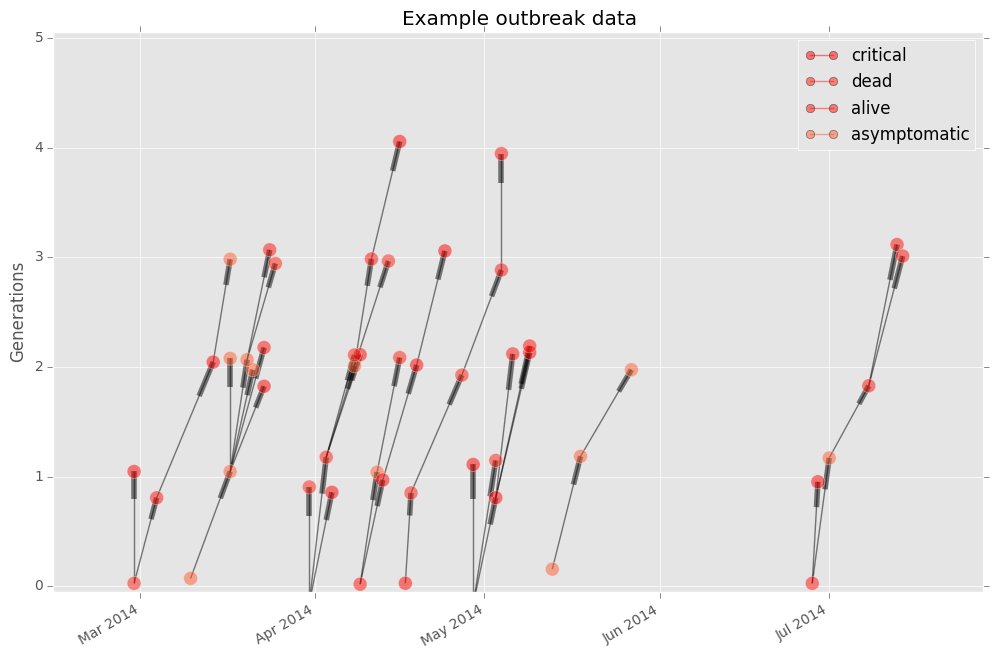 Example outbreak data
5
4
3
2
1
0
Generations
critical
dead
alive
asymptomatic
Mar 2014
Apr 2014
May 2014
Jun 2014
Jul 2014